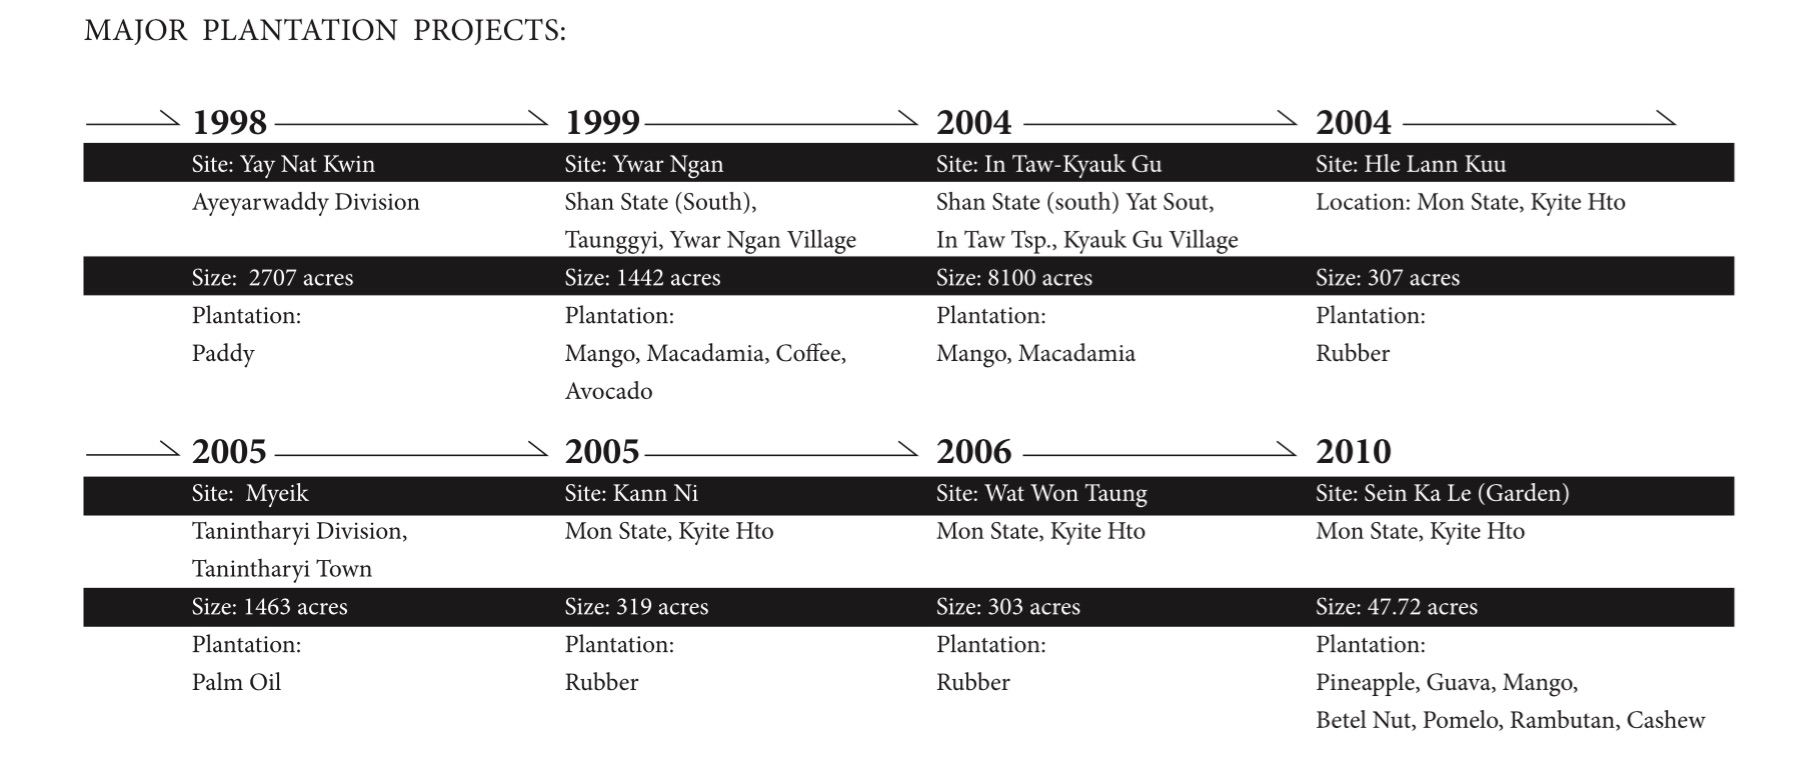 MAJOR PLANTATION PROJECTS:
1998
Site: Yay Nat Kwin
Ayeyarwaddy Division
Size: 2707 acres
Plantation:
Paddy
1999
Site: Ywar Ngan
Shan State (South),
Taunggyi, Ywar Ngan Village
Size: 1442 acres
Plantation:
Mango, Macadamia, Coffee,
Avocado
2004
Site: In Taw-Kyauk Gu
Shan State (south) Yat Sout,
In Taw Tsp., Kyauk Gu Village
Size: 8100 acres
Plantation:
Mango, Macadamia
2004
Site: Hle Lann Kuu
Location: Mon State, Kyite Hto
Size: 307 acres
Plantation:
Rubber
2005
Site: Myeik
Tanintharyi Division,
Tanintharyi Town
Size: 1463 acres
Plantation:
Palm Oil
2005
Site: Kann Ni
Mon State, Kyite Hto
Size: 319 acres
Plantation:
Rubber
2006
Site: Wat Won Taung
Mon State, Kyite Hto
Size: 303 acres
Plantation:
Rubber
2010
Site: Sein Ka Le (Garden)
Mon State, Kyite Hto
Size: 47.72 acres
Plantation:
Pineapple, Guava, Mango,
Betel Nut, Pomelo, Rambutan, Cashew